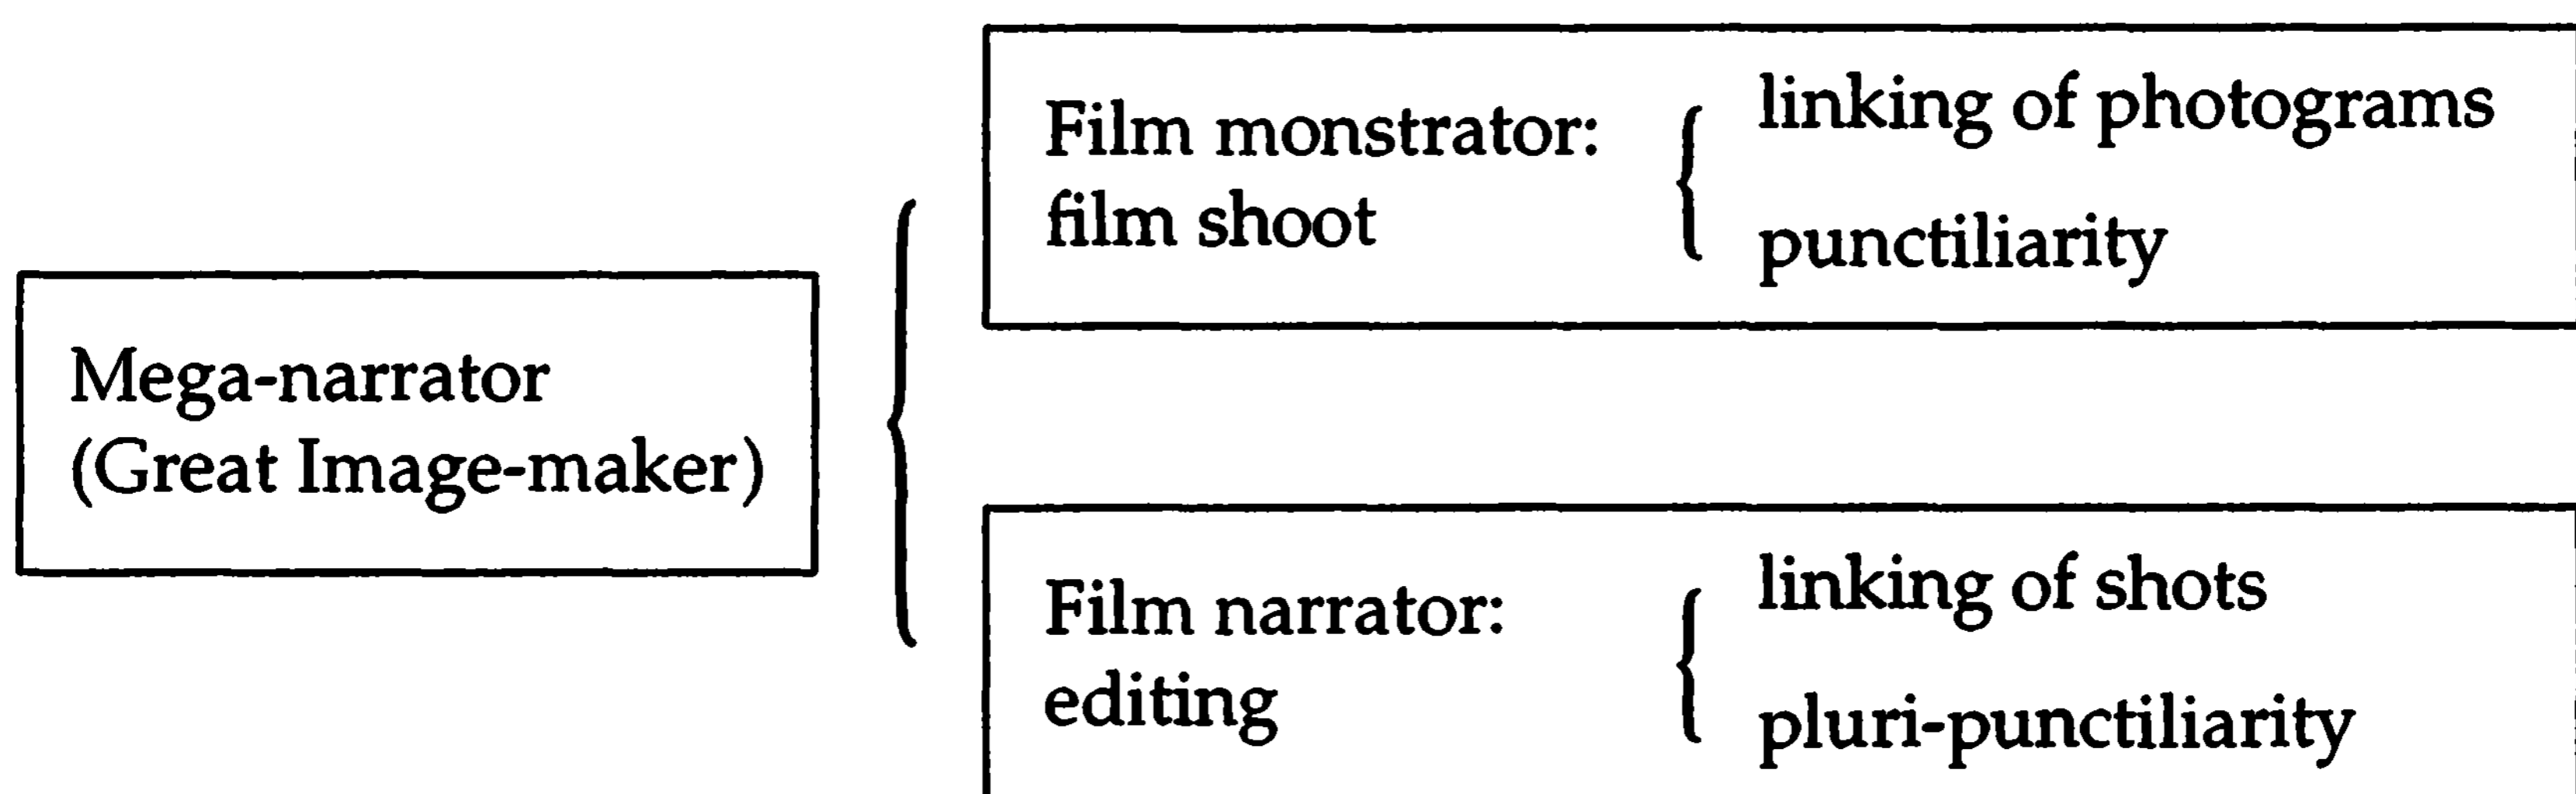 Mega-narrator
(Great Image-maker)
Film monstrator:
film shoot
linking of photograms
punctiliarity
Film narrator:
editing
linking of shots
pluri-punctiliarity